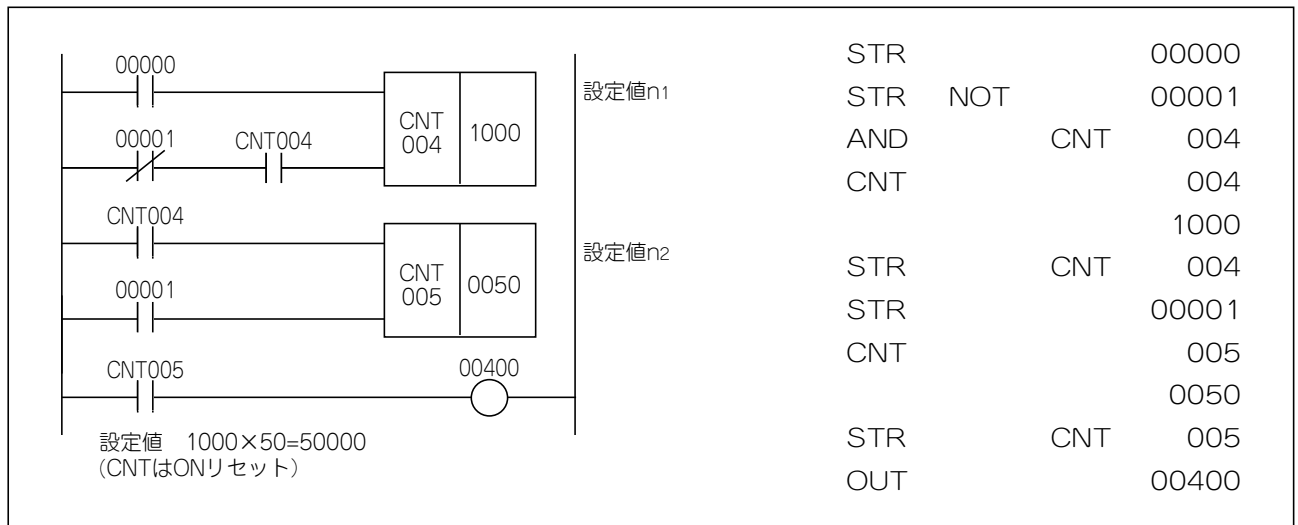 00000
CNT
004
1000
設定値n1
00001
CNT004
CNT004
CNT
005
0050
設定値n2
00001
CNT005
00400
設定値 1000×50=50000
(CNTはONリセット)
STR 00000
STR NOT 00001
AND CNT 004
CNT 004
1000
STR CNT 004
STR 00001
CNT 005
0050
STR CNT 005
OUT 00400